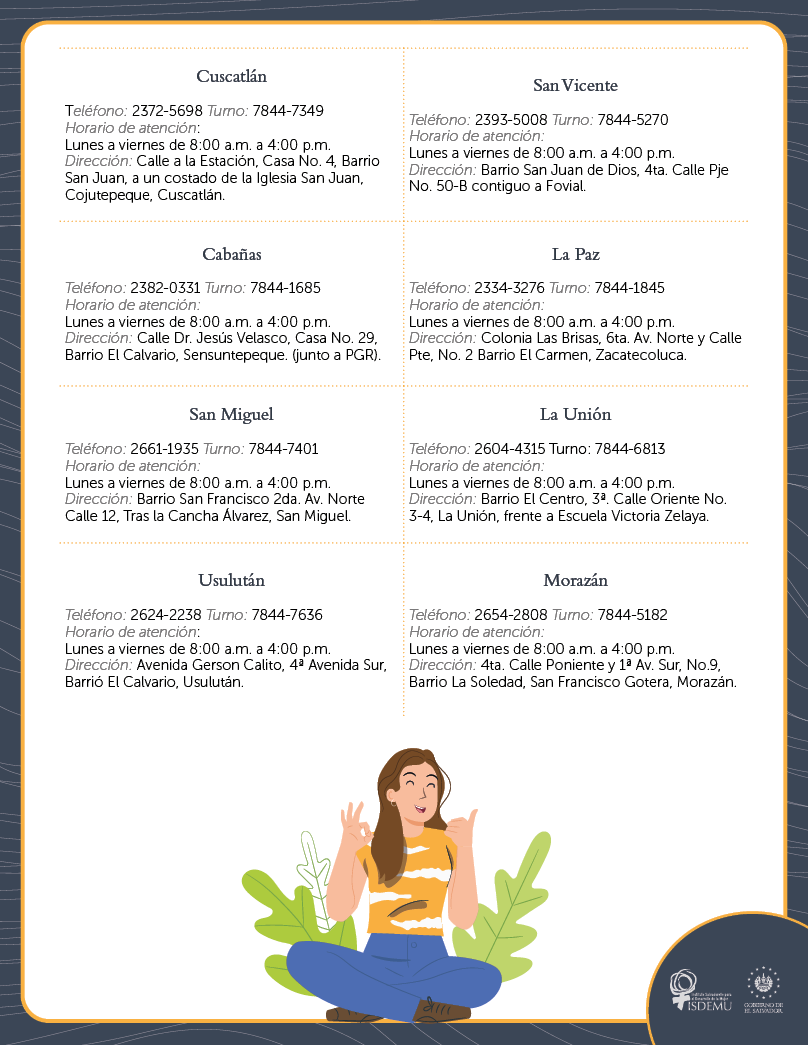 Cuscatlán
Teléfono: 2372-5698 Turno: 7844-7349
Horario de atención:
Lunes a viernes de 8:00 a.m. a 4:00 p.m.
Dirección: Calle a la Estación, Casa No. 4, Barrio
San Juan, a un costado de la Iglesia San Juan,
Cojutepeque, Cuscatlán.
San Vicente
Teléfono: 2393-5008 Turno: 7844-5270
Horario de atención:
Lunes a viernes de 8:00 a.m. a 4:00 p.m.
Dirección: Barrio San Juan de Dios, 4ta. Calle Pje
No. 50-B contiguo a Fovial.
Cabañas
Teléfono: 2382-0331 Turno: 7844-1685
Horario de atención:
Lunes a viernes de 8:00 a.m. a 4:00 p.m.
Dirección: Calle Dr. Jesús Velasco, Casa No. 29,
Barrio El Calvario, Sensuntepeque. (junto a PGR).
La Paz
Teléfono: 2334-3276 Turno: 7844-1845
Horario de atención:
Lunes a viernes de 8:00 a.m. a 4:00 p.m.
Dirección: Colonia Las Brisas, 6ta. Av. Norte y Calle
Pte, No. 2 Barrio El Carmen, Zacatecoluca.
San Miguel
Teléfono: 2661-1935 Turno: 7844-7401
Horario de atención:
Lunes a viernes de 8:00 a.m. a 4:00 p.m.
Dirección: Barrio San Francisco 2da. Av. Norte
Calle 12, Tras la Cancha Álvarez, San Miguel.
La Unión
Teléfono: 2604-4315 Turno: 7844-6813
Horario de atención:
Lunes a viernes de 8:00 a.m. a 4:00 p.m.
Dirección: Barrio El Centro, 3ª. Calle Oriente No.
3-4, La Unión, frente a Escuela Victoria Zelaya.
Usulután
Teléfono: 2624-2238 Turno: 7844-7636
Horario de atención:
Lunes a viernes de 8:00 a.m. a 4:00 p.m.
Dirección: Avenida Gerson Calito, 4ª Avenida Sur,
Barrió El Calvario, Usulután.
Morazán
Teléfono: 2654-2808 Turno: 7844-5182
Horario de atención:
Lunes a viernes de 8:00 a.m. a 4:00 p.m.
Dirección: 4ta. Calle Poniente y 1ª Av. Sur, No.9,
Barrio La Soledad, San Francisco Gotera, Morazán.
Instituto Salvadoreño para
el Desarrollo de la Mujer
ISDEMU
GOBIERNO DE
EL SALVADOR